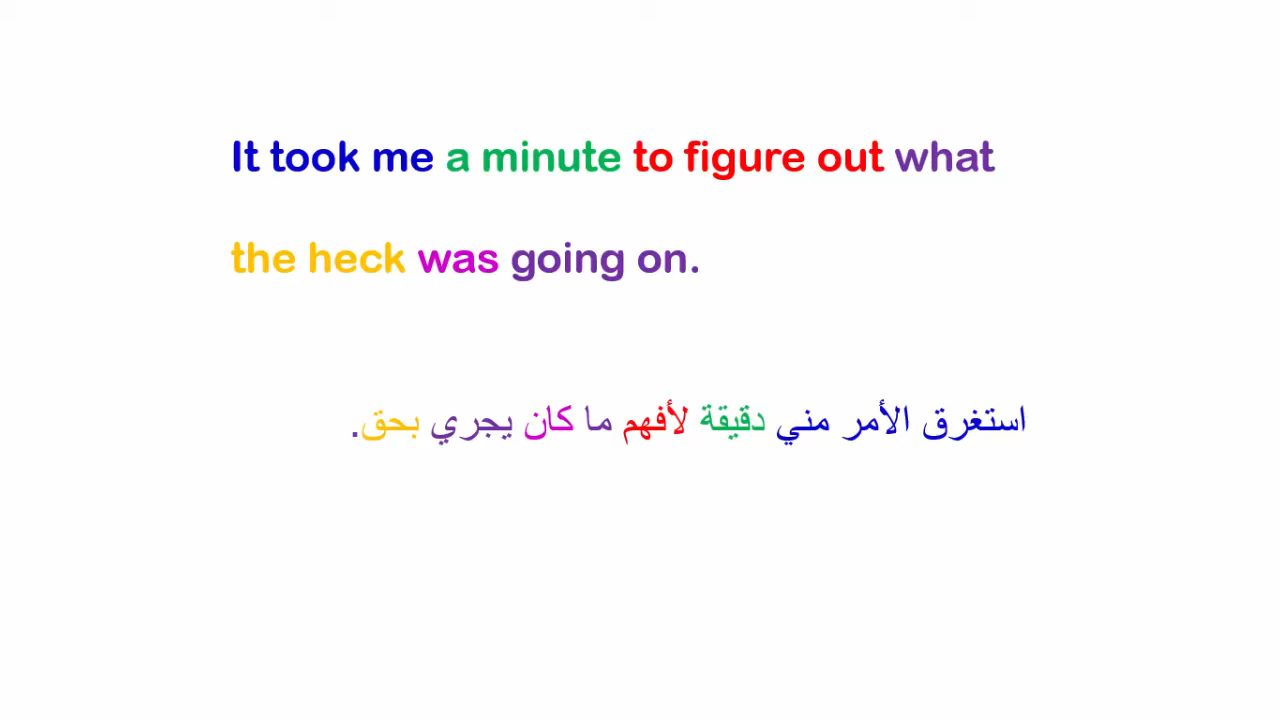 It took me a minute to figure out what
the heck was going on.
استغرق الأمر مني دقيقة لأفهم ما كان يجري بحق.